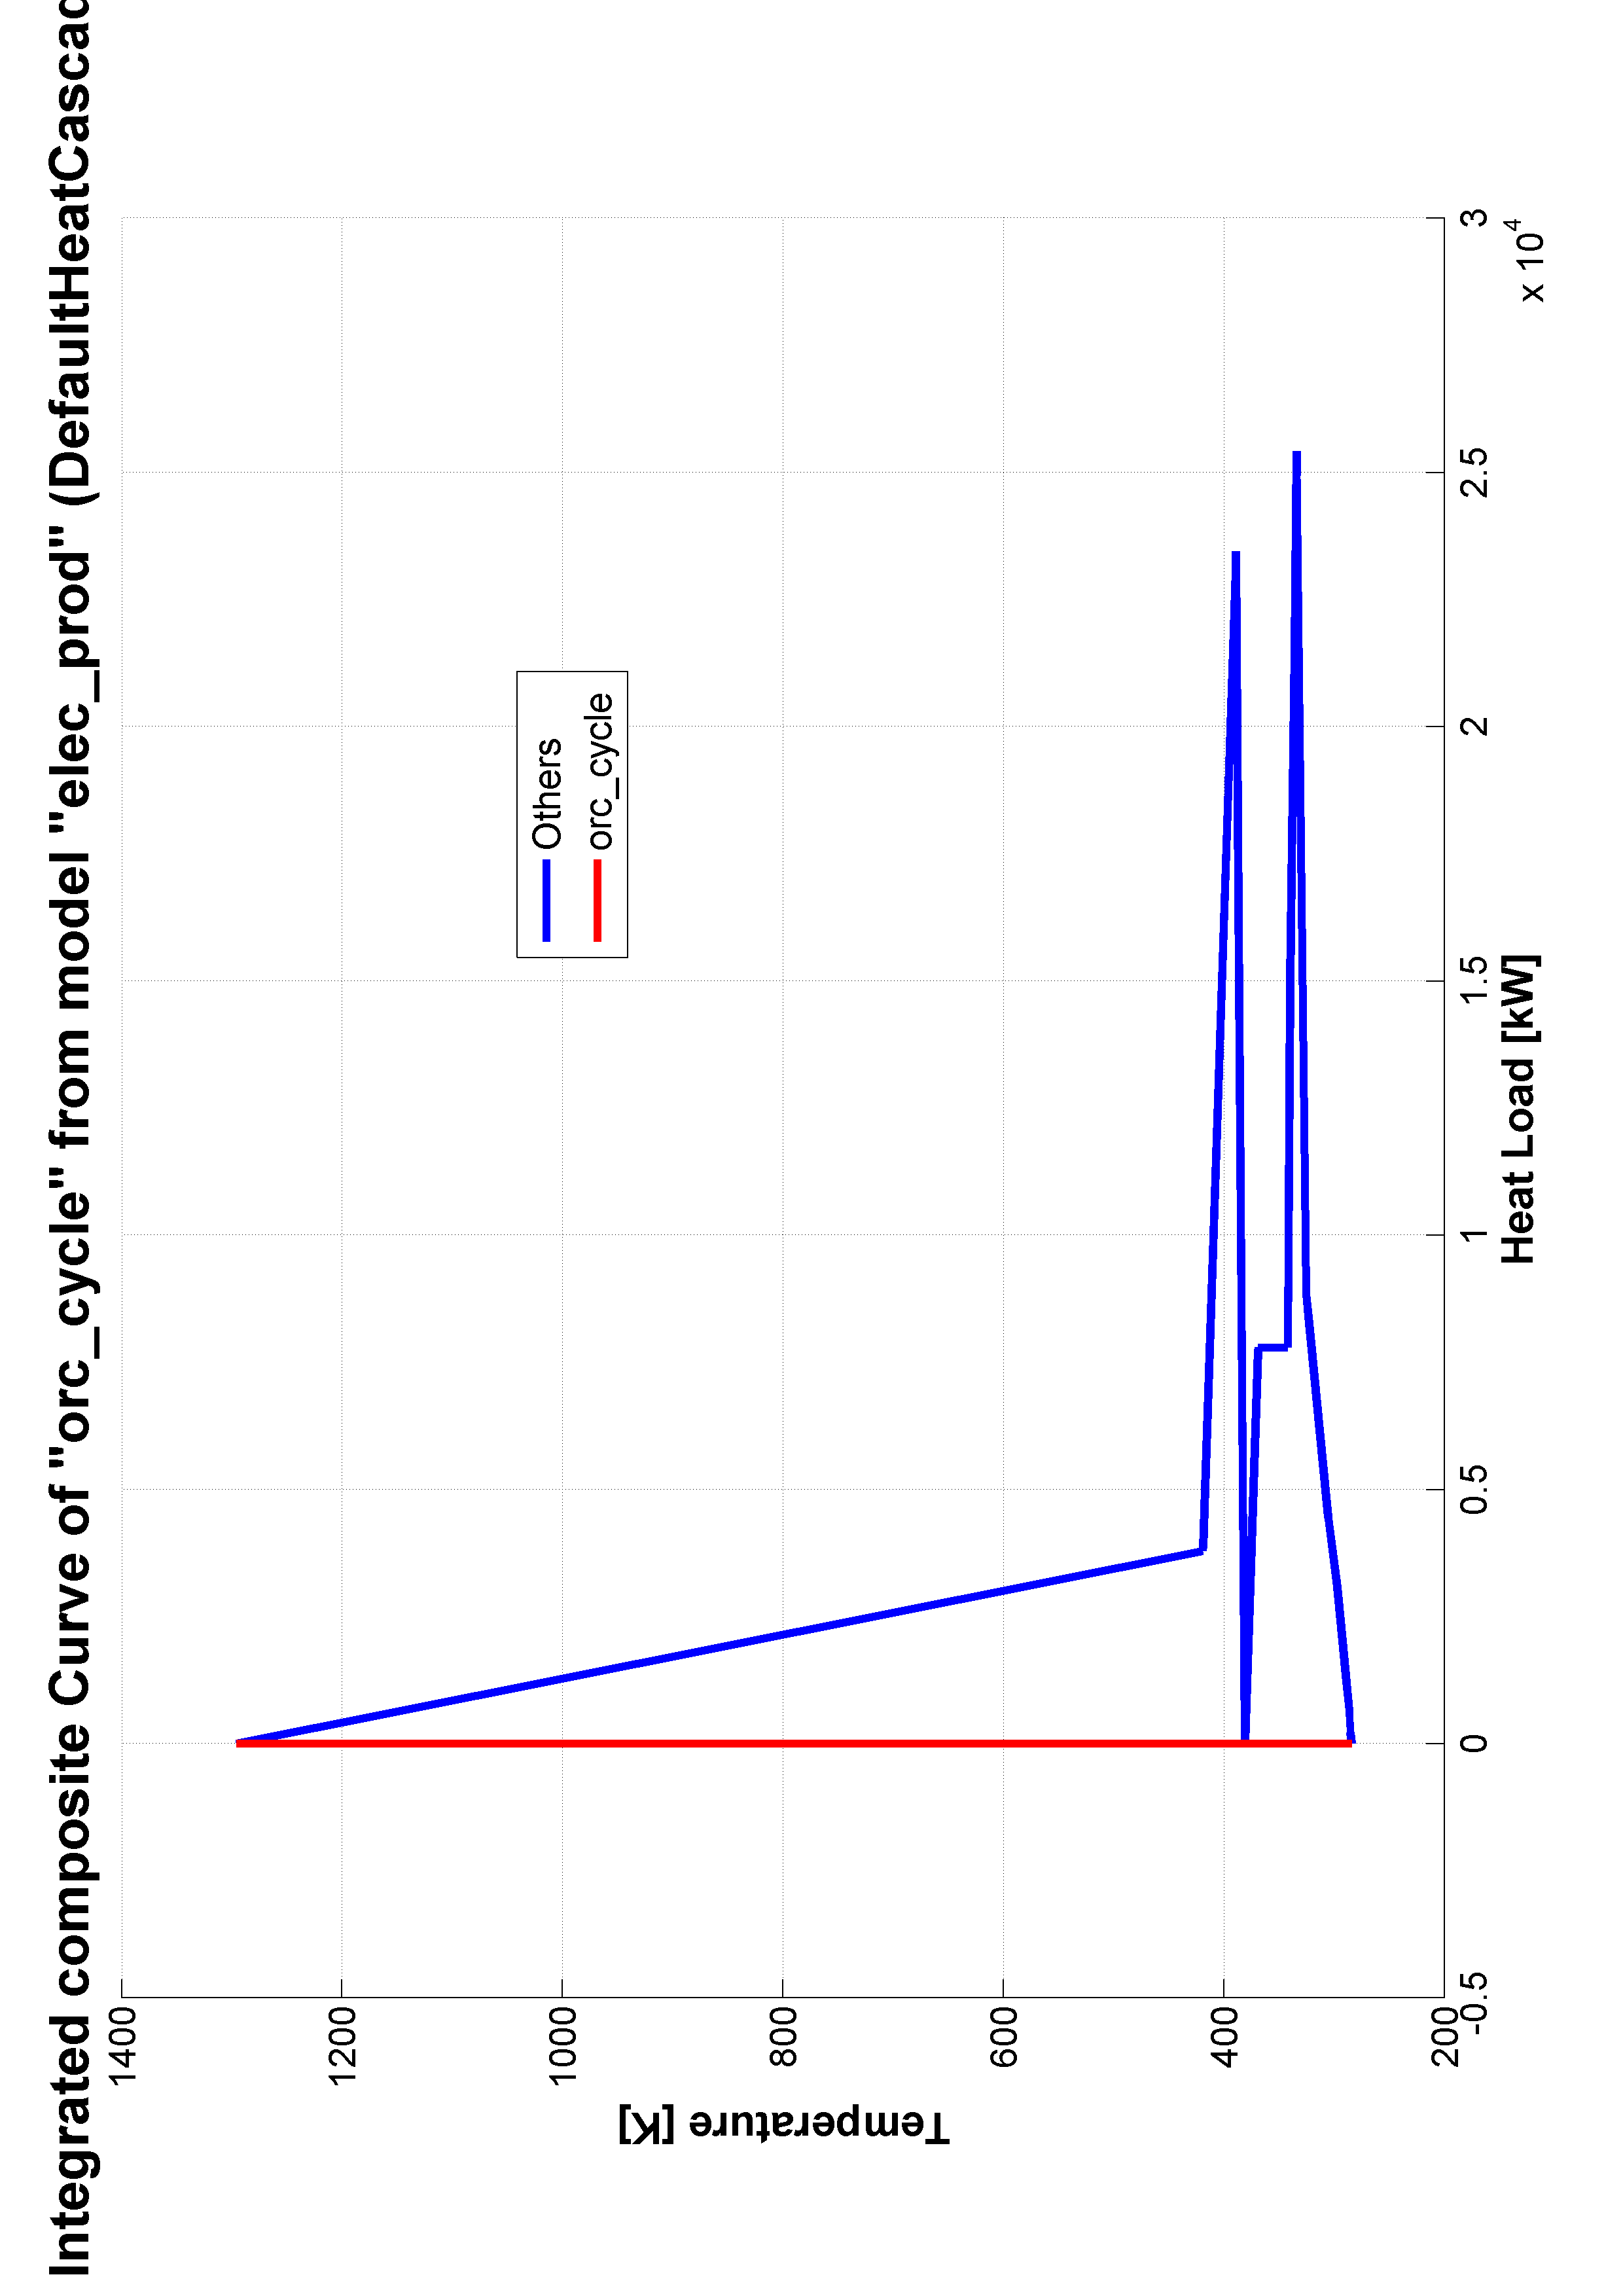 Integrated composite Curve of "orc_cycle" from model "elec_prod" (DefaultHeatCascad
1400
1200
1000
800
600
400
200
Temperature [K]
Others
orc_cycle
-0.5
0
0.5
1
1.5
2
2.5
3
x 10^4
Heat Load [kW]